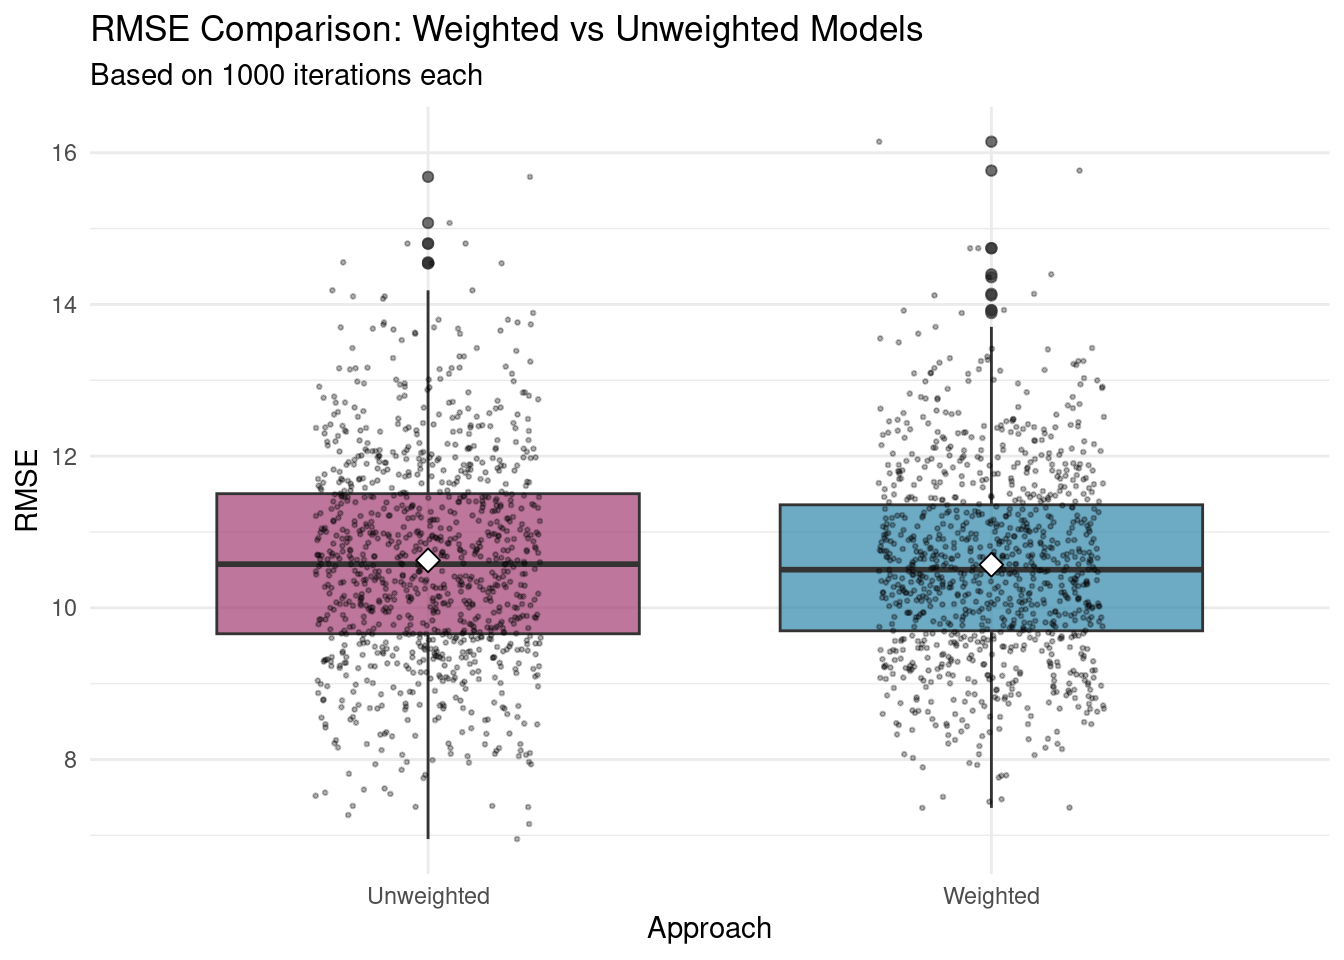 RMSE Comparison: Weighted vs Unweighted Models
Based on 1000 iterations each
16
14
12
10
8
RMSE
Unweighted
Weighted
Approach